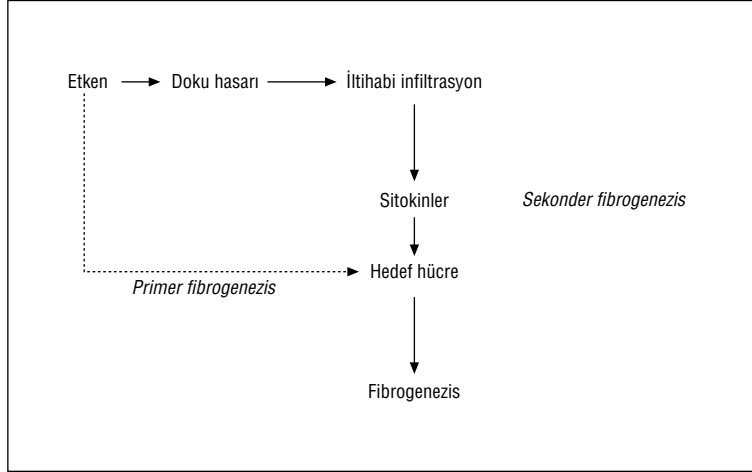 Etken Doku hasarı İltihabi infiltrasyon
Sitokinler Sekonder fibrogenezis
Hedef hücre
Primer fibrogenezis
Fibrogenezis